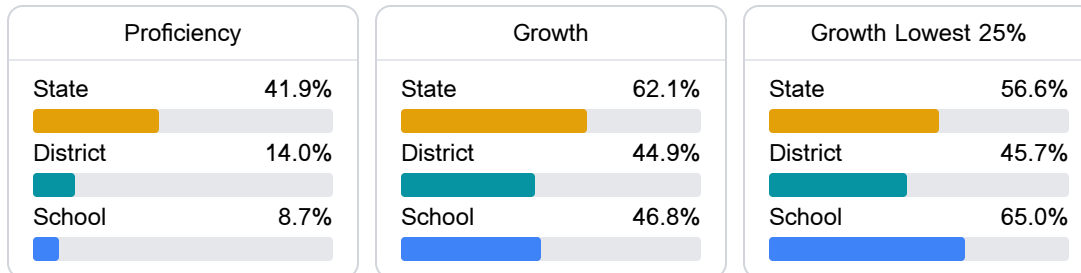 Proficiency
State 41.9%
District 14.0%
School 8.7%
Growth
State 62.1%
District 44.9%
School 46.8%
Growth Lowest 25%
State 56.6%
District 45.7%
School 65.0%